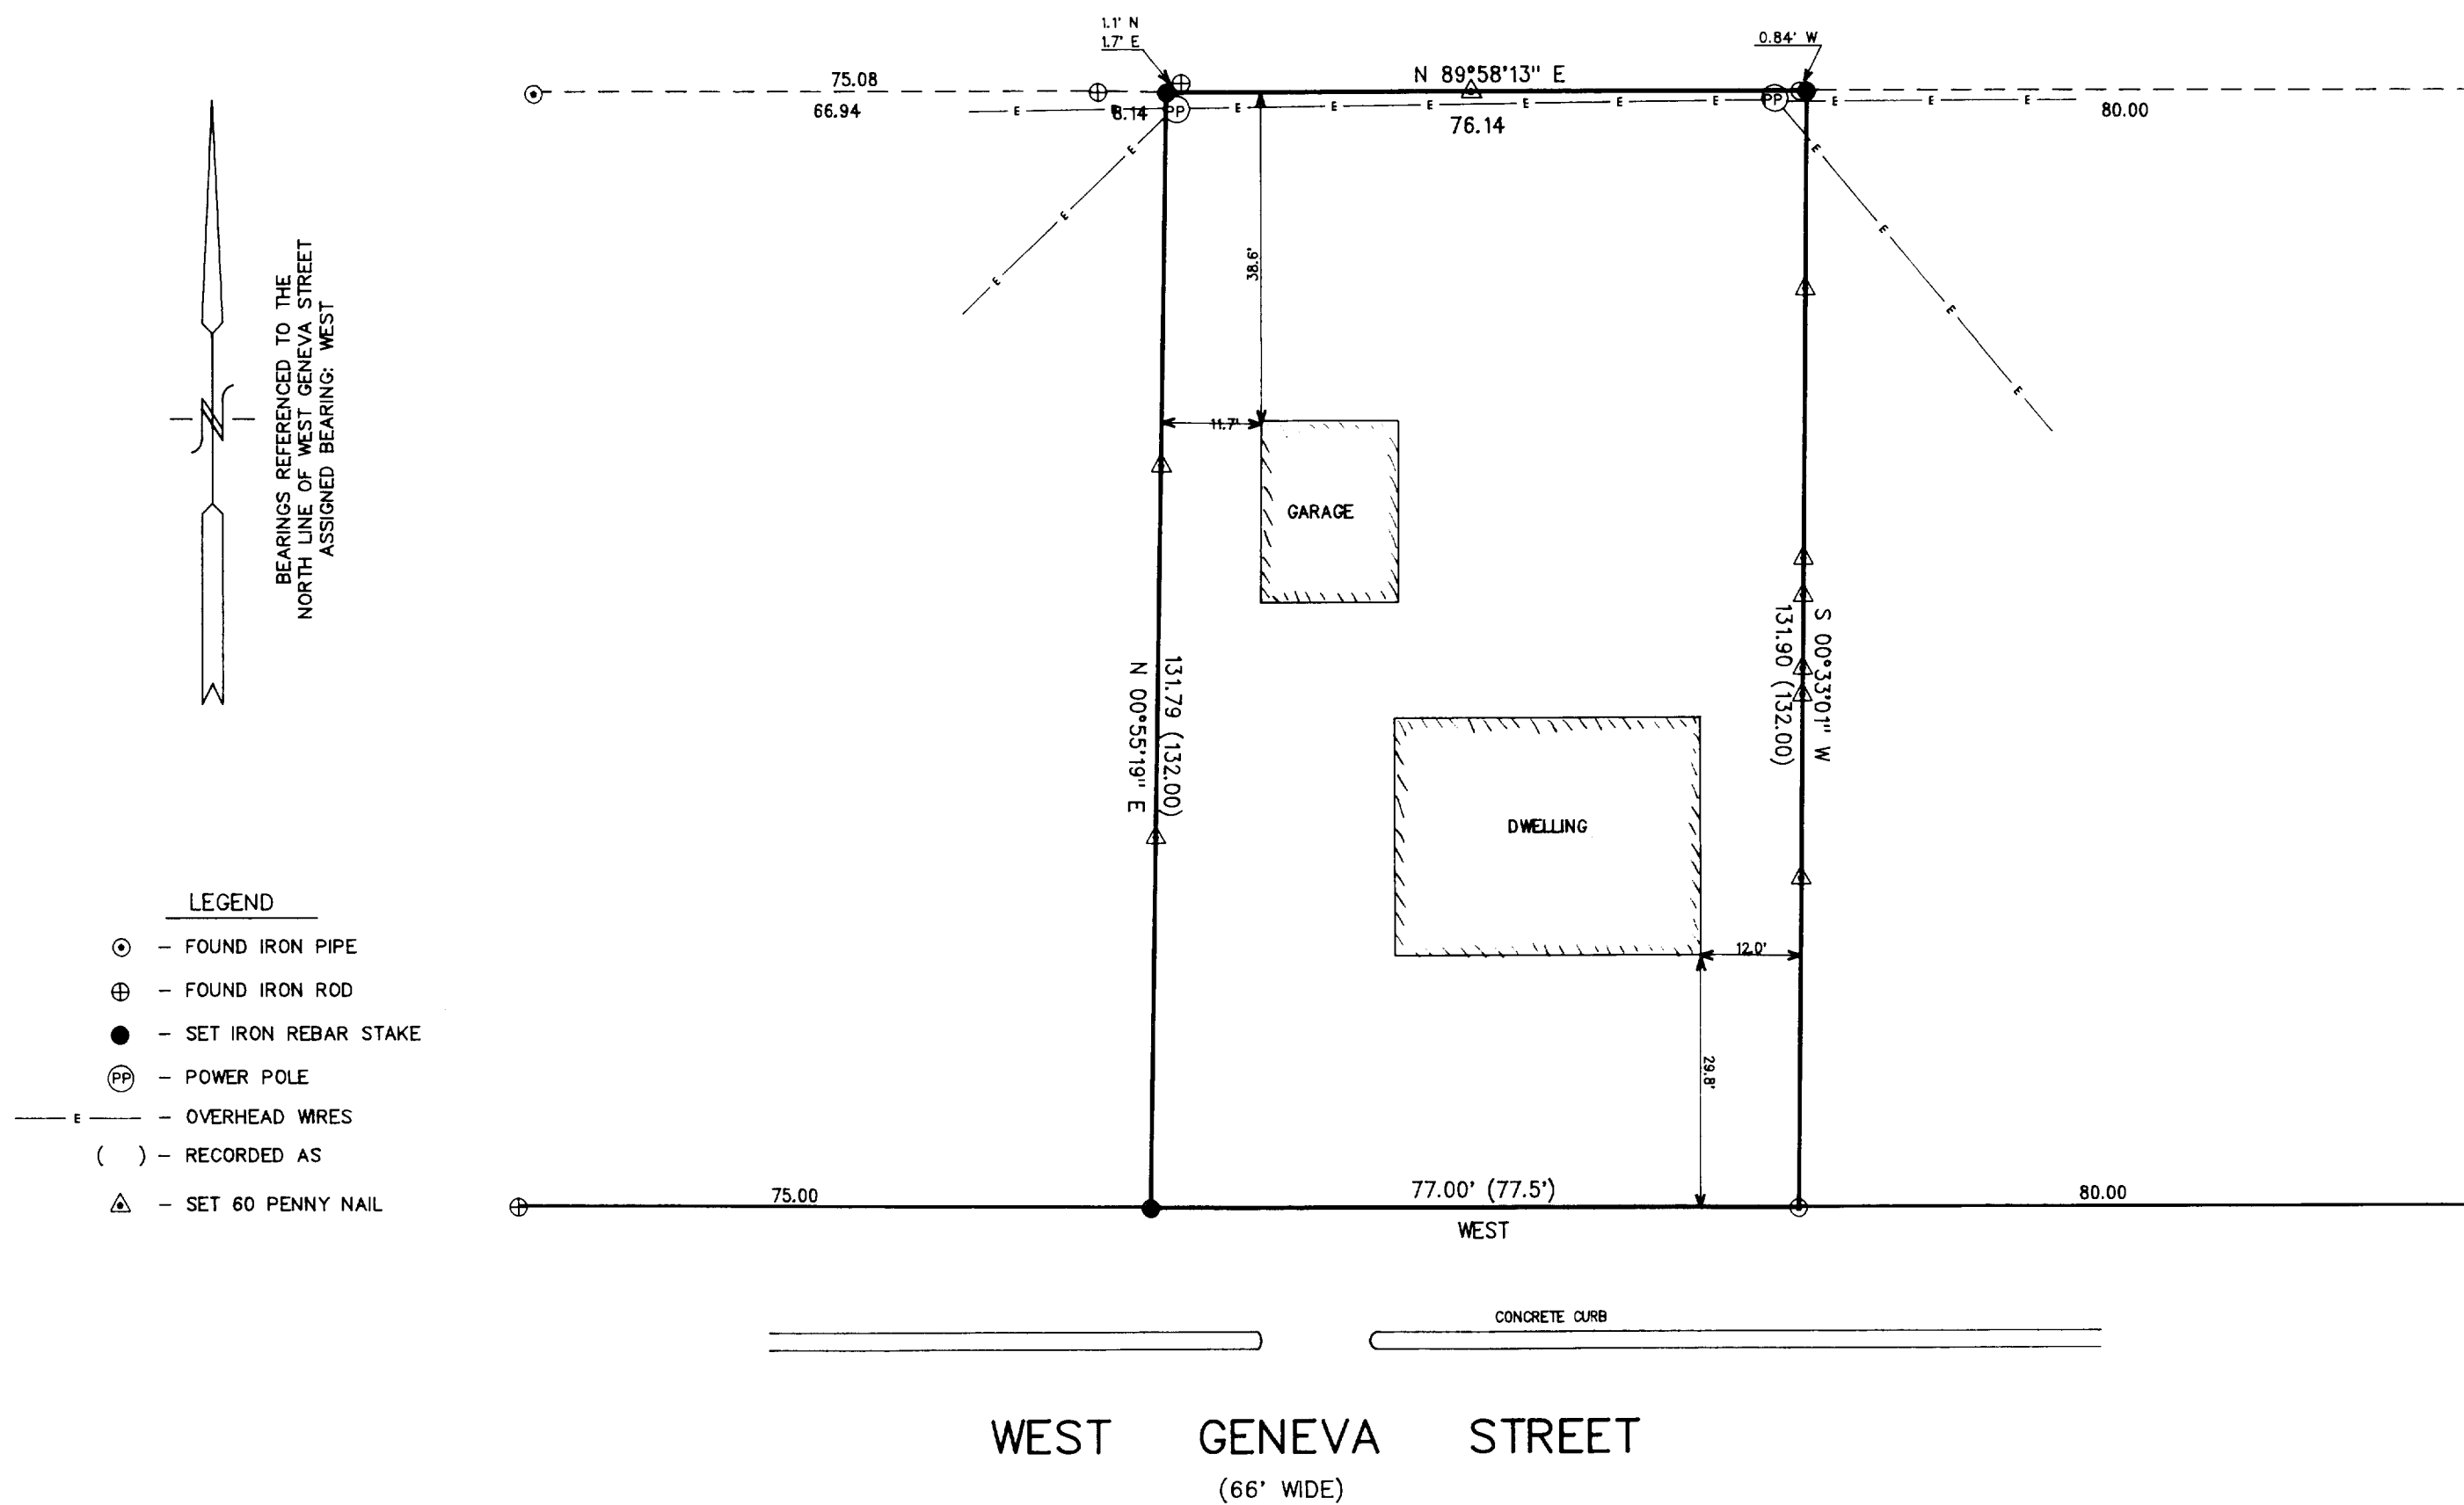 1.1' N
1.7' E
0.84' W
75.08
N 89°58'13" E
66.94
8.14
PP
E
E
E
E
E
E
E
E
PP
E
E
E
76.14
80.00
E
E
E
E
E
E
E
38.6'
BEARINGS REFERENCED TO THE
NORTH LINE OF WEST GENEVA STREET
ASSIGNED BEARING: WEST
N
11.7'
GARAGE
N 00°55'19" E
131.79 (132.00)
131.90 (132.00)
S 00°33'01" W
DWELLING
12.0'
29.8'
LEGEND
– FOUND IRON PIPE
– FOUND IRON ROD
– SET IRON REBAR STAKE
PP – POWER POLE
E – OVERHEAD WIRES
( ) – RECORDED AS
– SET 60 PENNY NAIL
75.00
77.00' (77.5')
WEST
80.00
CONCRETE CURB
WEST GENEVA STREET
(66' WIDE)